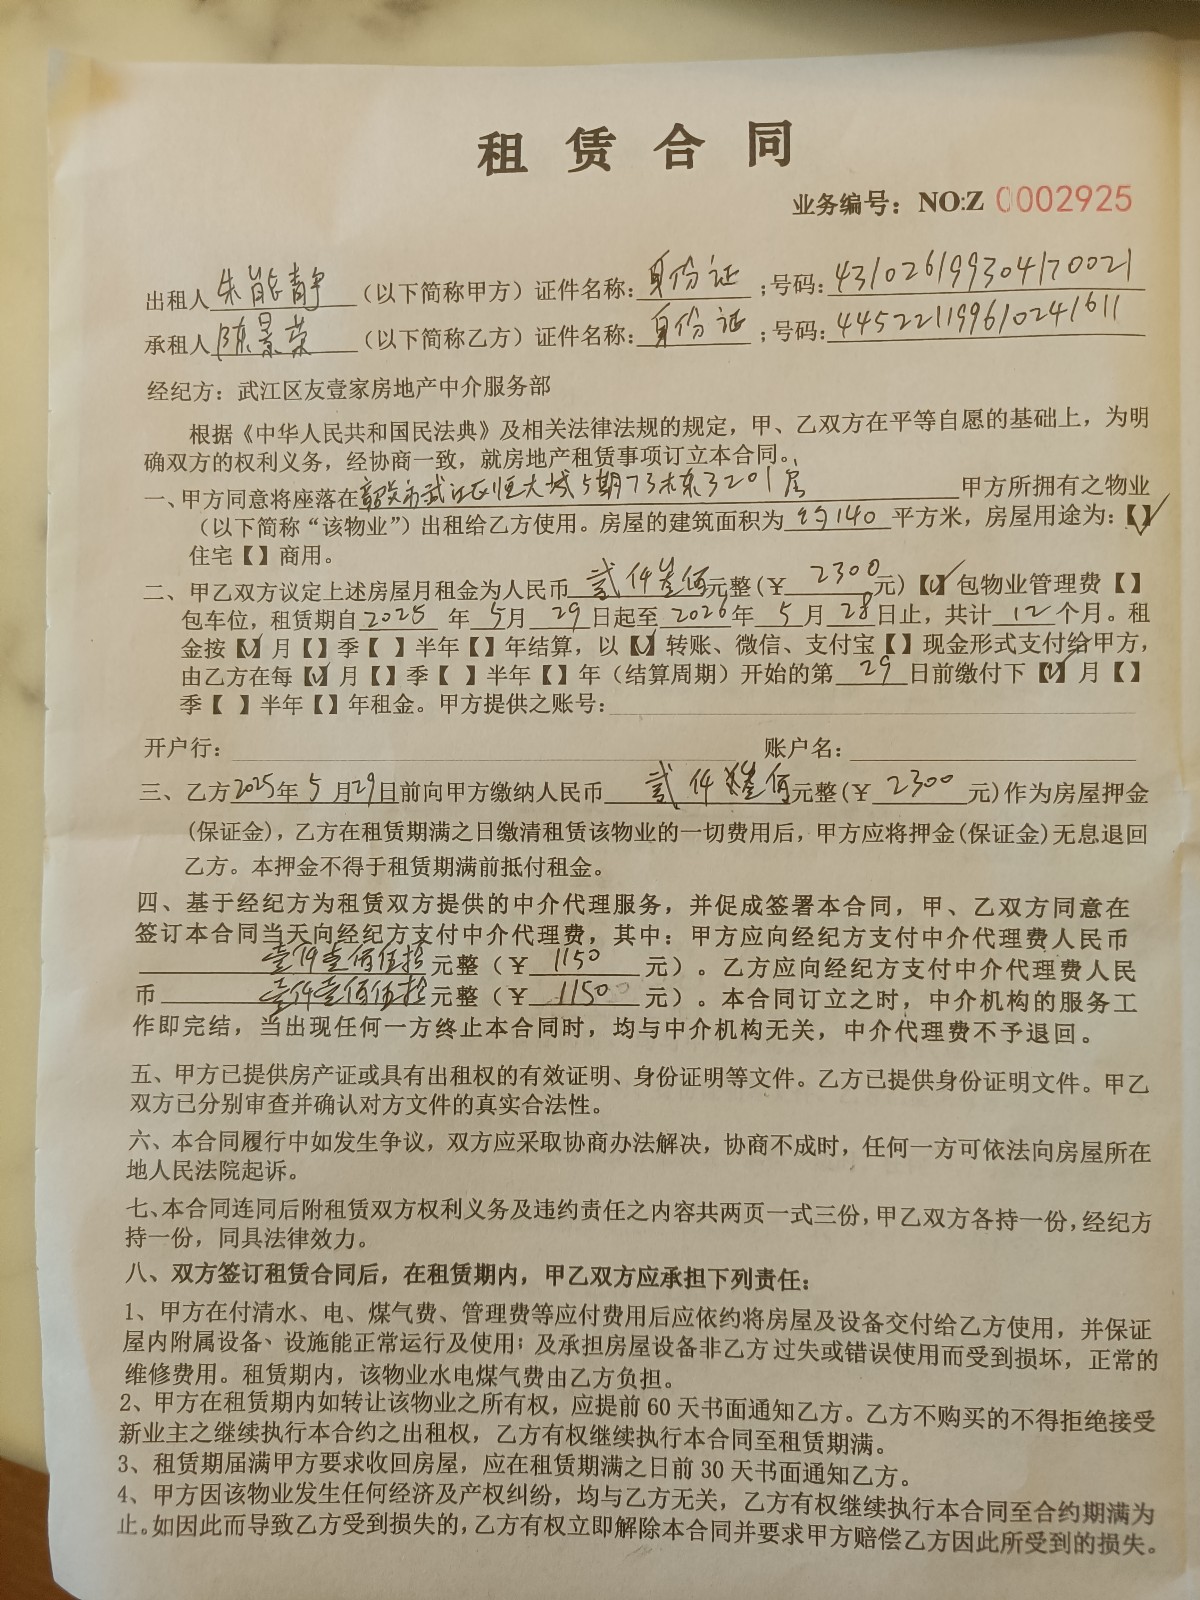 租赁合同
业务编号：NO:Z 0002925
出租人朱能静（以下简称甲方）证件名称：身份证；号码：431026199304170021
承租人陈景荣（以下简称乙方）证件名称：身份证；号码：445221199610241611
经纪方：武江区友壹家房地产中介服务部
根据《中华人民共和国民法典》及相关法律法规的规定，甲、乙双方在平等自愿的基础上，为明
确双方的权利义务，经协商一致，就房地产租赁事项订立本合同。
一、甲方同意将座落在韶关市武江区恒大城5期73栋3201房甲方所拥有之物业
（以下简称“该物业”）出租给乙方使用。房屋的建筑面积为约140平方米，房屋用途为：【✓】
住宅【】商用。
二、甲乙双方议定上述房屋月租金为人民币贰仟叁佰元整(¥2300元)【✓】包物业管理费【】
包车位，租赁期自2025年5月29日起至2026年5月28日止，共计12个月。租
金按【✓】月【】季【】半年【】年结算，以【✓】转账、微信、支付宝【】现金形式支付给甲方，
由乙方在每【✓】月【】季【】半年【】年（结算周期）开始的第29日前缴付下【✓】月【】
季【】半年【】年租金。甲方提供之账号：
开户行： 账户名：
三、乙方2025年5月29日前向甲方缴纳人民币贰仟叁佰元整(¥2300元)作为房屋押金
(保证金)，乙方在租赁期满之日缴清租赁该物业的一切费用后，甲方应将押金(保证金)无息退回
乙方。本押金不得于租赁期满前抵付租金。
四、基于经纪方为租赁双方提供的中介代理服务，并促成签署本合同，甲、乙双方同意在
签订本合同当天向经纪方支付中介代理费，其中：甲方应向经纪方支付中介代理费人民币
壹仟壹佰伍拾元整（¥1150元）。乙方应向经纪方支付中介代理费人民
币壹仟壹佰伍拾元整（¥1150元）。本合同订立之时，中介机构的服务工
作即完结，当出现任何一方终止本合同时，均与中介机构无关，中介代理费不予退回。
五、甲方已提供房产证或具有出租权的有效证明、身份证明等文件。乙方已提供身份证明文件。甲乙
双方已分别审查并确认对方文件的真实合法性。
六、本合同履行中如发生争议，双方应采取协商办法解决，协商不成时，任何一方可依法向房屋所在
地人民法院起诉。
七、本合同连同后附租赁双方权利义务及违约责任之内容共两页一式三份，甲乙双方各持一份，经纪方
持一份，同具法律效力。
八、双方签订租赁合同后，在租赁期内，甲乙双方应承担下列责任：
1、甲方在付清水、电、煤气费、管理费等应付费用后应依约将房屋及设备交付给乙方使用，并保证
屋内附属设备、设施能正常运行及使用；及承担房屋设备非乙方过失或错误使用而受到损坏，正常的
维修费用。租赁期内，该物业水电煤气费由乙方负担。
2、甲方在租赁期内如转让该物业之所有权，应提前60天书面通知乙方。乙方不购买的不得拒绝接受
新业主之继续执行本合约之出租权，乙方有权继续执行本合同至租赁期满。
3、租赁期届满甲方要求收回房屋，应在租赁期满之日前30天书面通知乙方。
4、甲方因该物业发生任何经济及产权纠纷，均与乙方无关，乙方有权继续执行本合同至合约期满为
止。如因此而导致乙方受到损失的，乙方有权立即解除本合同并要求甲方赔偿乙方因此所受到的损失。